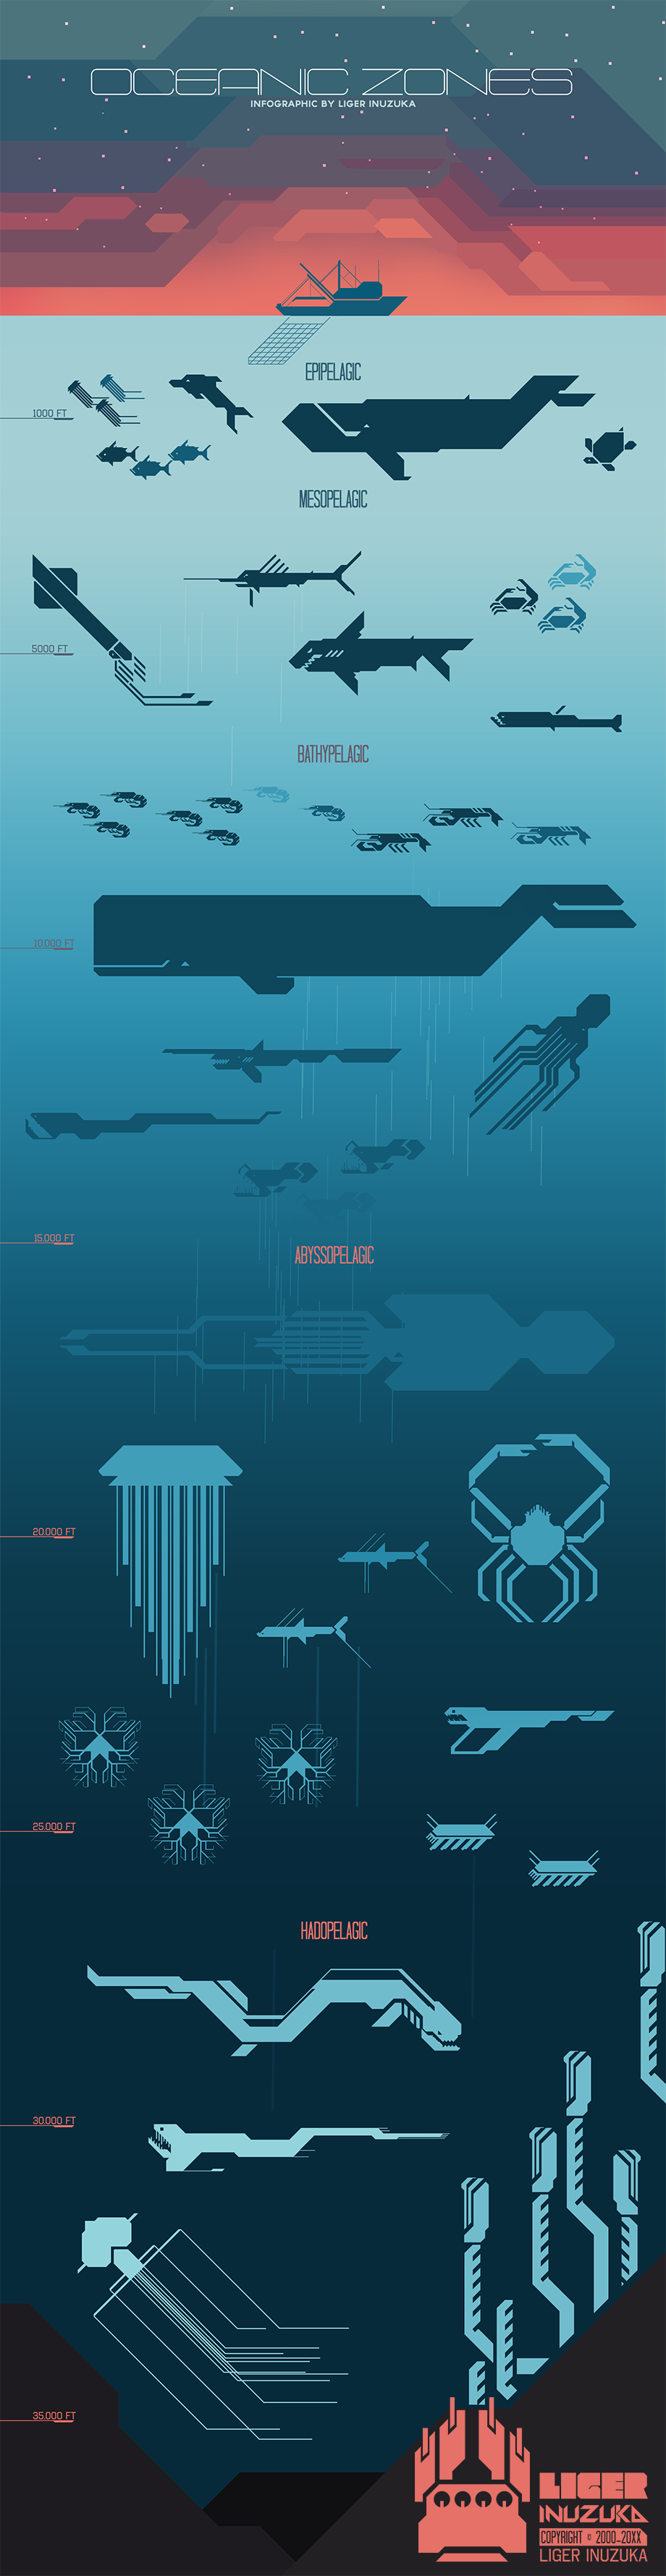 OCEANIC ZONES
INFOGRAPHIC BY LIGER INUZUKA
EPIPELAGIC
1000 FT
MESOPELAGIC
5000 FT
BATHYPELAGIC
10.000 FT
15.000 FT
ABYSSOPELAGIC
20.000 FT
25.000 FT
HADOPELAGIC
30.000 FT
35.000 FT
LIGER
INUZUKA
COPYRIGHT © 2000-20XX
LIGER INUZUKA